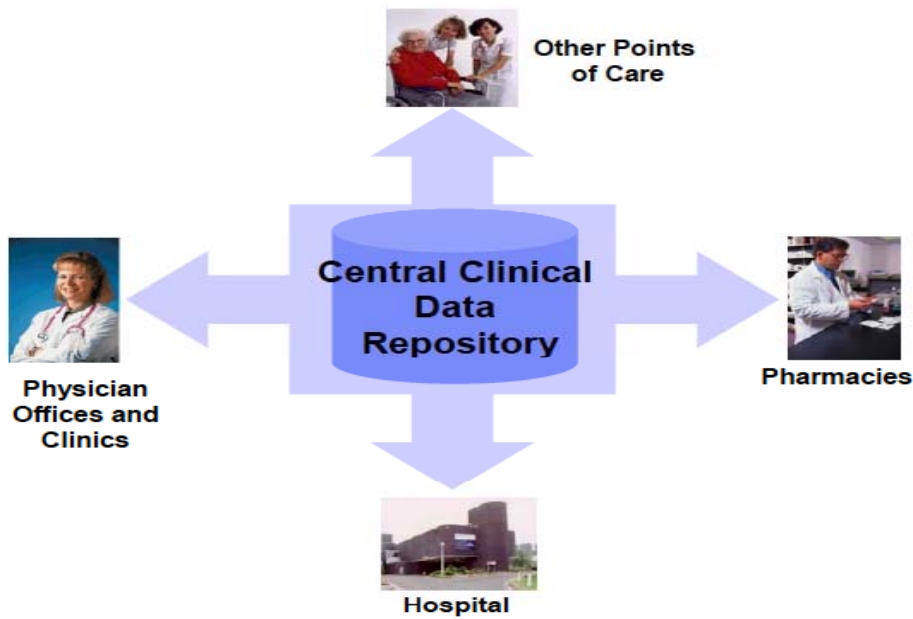 Other Points
of Care
Central Clinical
Data
Repository
Physician
Offices and
Clinics
Pharmacies
Hospital